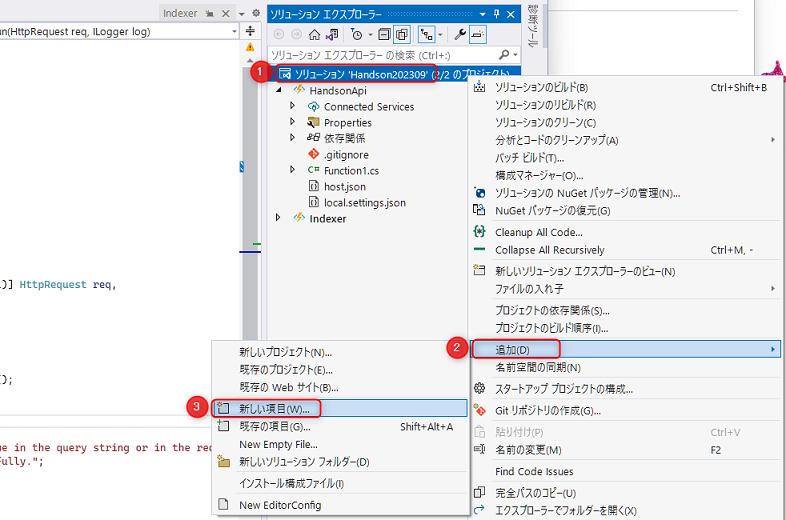 Indexer
n(HttpRequest req, ILogger log)
)] HttpRequest req,
();
ue in the query string or in the req
fully.";
ソリューション エクスプローラー
診断ツール
ソリューション エクスプローラー の検索 (Ctrl+:)
1
ソリューション 'Handson202309' (2/2 のプロジェクト)
HandsonApi
Connected Services
Properties
依存関係
.gitignore
C# Function1.cs
host.json
local.settings.json
Indexer
ソリューションのビルド(B) Ctrl+Shift+B
ソリューションのリビルド(R)
ソリューションのクリーン(C)
分析とコードのクリーンアップ(A)
バッチ ビルド(T)...
構成マネージャー(O)...
ソリューションの NuGet パッケージの管理(N)...
NuGet パッケージの復元(G)
Cleanup All Code...
Collapse All Recursively Ctrl+M, -
新しいソリューション エクスプローラーのビュー(N)
ファイルの入れ子
プロジェクトの依存関係(S)...
プロジェクトのビルド順序(I)...
2
追加(D)
名前空間の同期(N)
スタートアップ プロジェクトの構成...
Git リポジトリの作成(G)...
貼り付け(P) Ctrl+V
名前の変更(M) F2
Find Code Issues
完全パスのコピー(U)
エクスプローラーでフォルダーを開く(X)
新しいプロジェクト(N)...
既存のプロジェクト(E)...
既存の Web サイト(B)...
3
新しい項目(W)...
既存の項目(G)... Shift+Alt+A
New Empty File...
新しいソリューション フォルダー(D)
インストール構成ファイル(I)
New EditorConfig